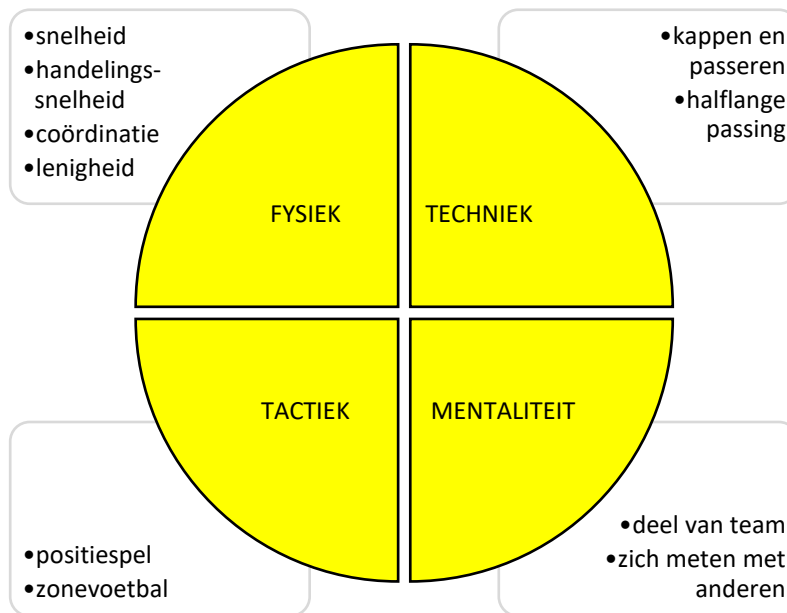 •snelheid
•handelings-
snelheid
•coördinatie
•lenigheid
•kappen en
passeren
•halflange
passing
FYSIEK
TECHNIEK
TACTIEK
MENTALITEIT
•positiespel
•zonevoetbal
•deel van team
•zich meten met
anderen